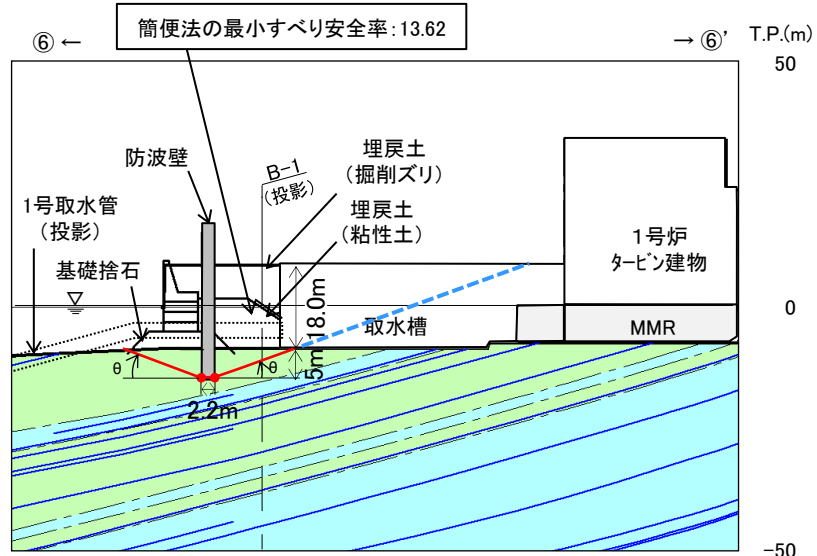 簡便法の最小すべり安全率:13.62
⑥ ←
→ ⑥'
T.P.(m)
50
防波壁
B-1
(投影)
埋戻土
(掘削ズリ)
埋戻土
(粘性土)
1号取水管
(投影)
基礎捨石
1号炉
タービン建物
▽
0
18.0m
取水槽
MMR
θ
θ
5m
2.2m
-50